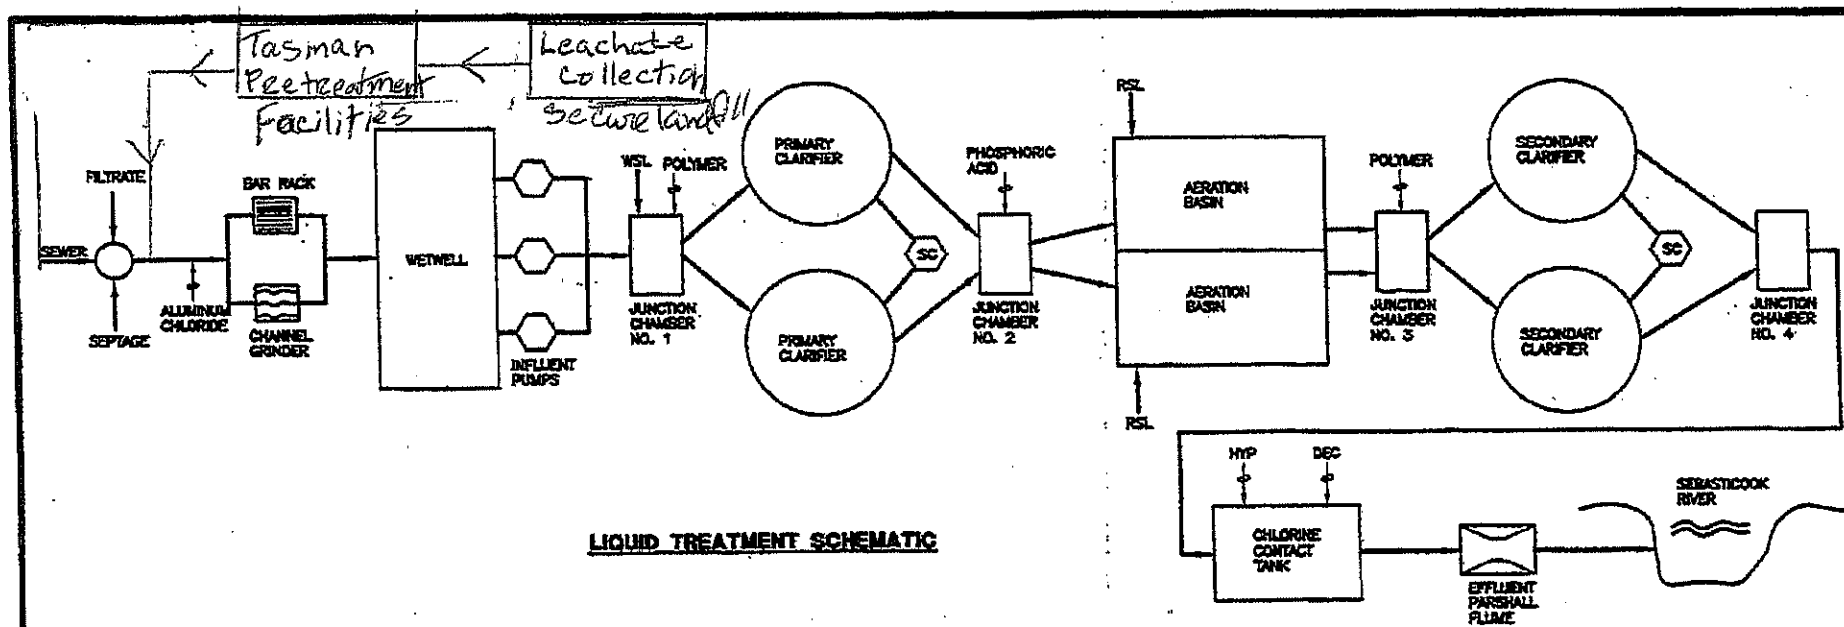 Tasman
Pretreatment
Facilities
Leachate
Collection
Secure landfill
FILTRATE
SEWER
SEPTAGE
ALUMINUM
CHLORIDE
BAR RACK
CHANNEL
GRINDER
WETWELL
INFLUENT
PUMPS
WSL
POLYMER
JUNCTION
CHAMBER
NO. 1
PRIMARY
CLARIFIER
PRIMARY
CLARIFIER
SC
PHOSPHORIC
ACID
JUNCTION
CHAMBER
NO. 2
RSL
AERATION
BASIN
AERATION
BASIN
RSL
POLYMER
JUNCTION
CHAMBER
NO. 3
SECONDARY
CLARIFIER
SECONDARY
CLARIFIER
SC
JUNCTION
CHAMBER
NO. 4
HYP
DEC
CHLORINE
CONTACT
TANK
EFFLUENT
PARSHALL
FLUME
SEBASTICOOK
RIVER
LIQUID TREATMENT SCHEMATIC